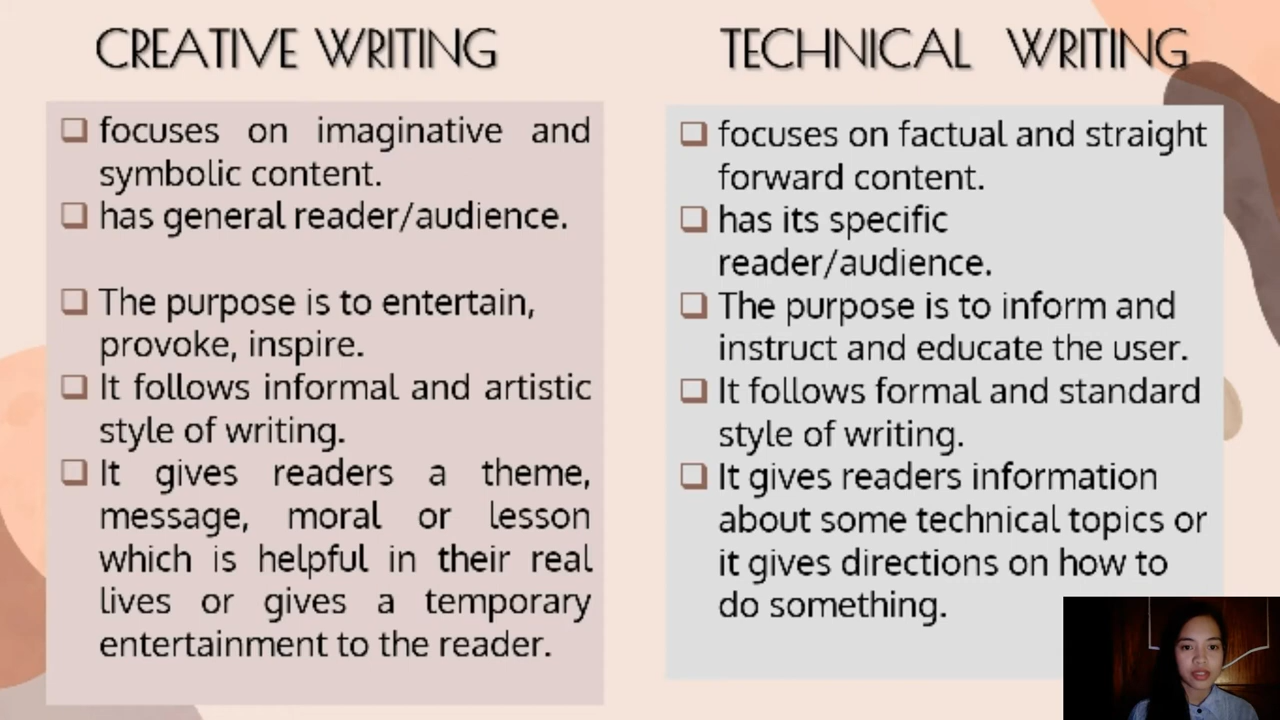 CREATIVE WRITING
focuses on imaginative and
symbolic content.
has general reader/audience.
The purpose is to entertain,
provoke, inspire.
It follows informal and artistic
style of writing.
It gives readers a theme,
message, moral or lesson
which is helpful in their real
lives or gives a temporary
entertainment to the reader.
TECHNICAL WRITING
focuses on factual and straight
forward content.
has its specific
reader/audience.
The purpose is to inform and
instruct and educate the user.
It follows formal and standard
style of writing.
It gives readers information
about some technical topics or
it gives directions on how to
do something.